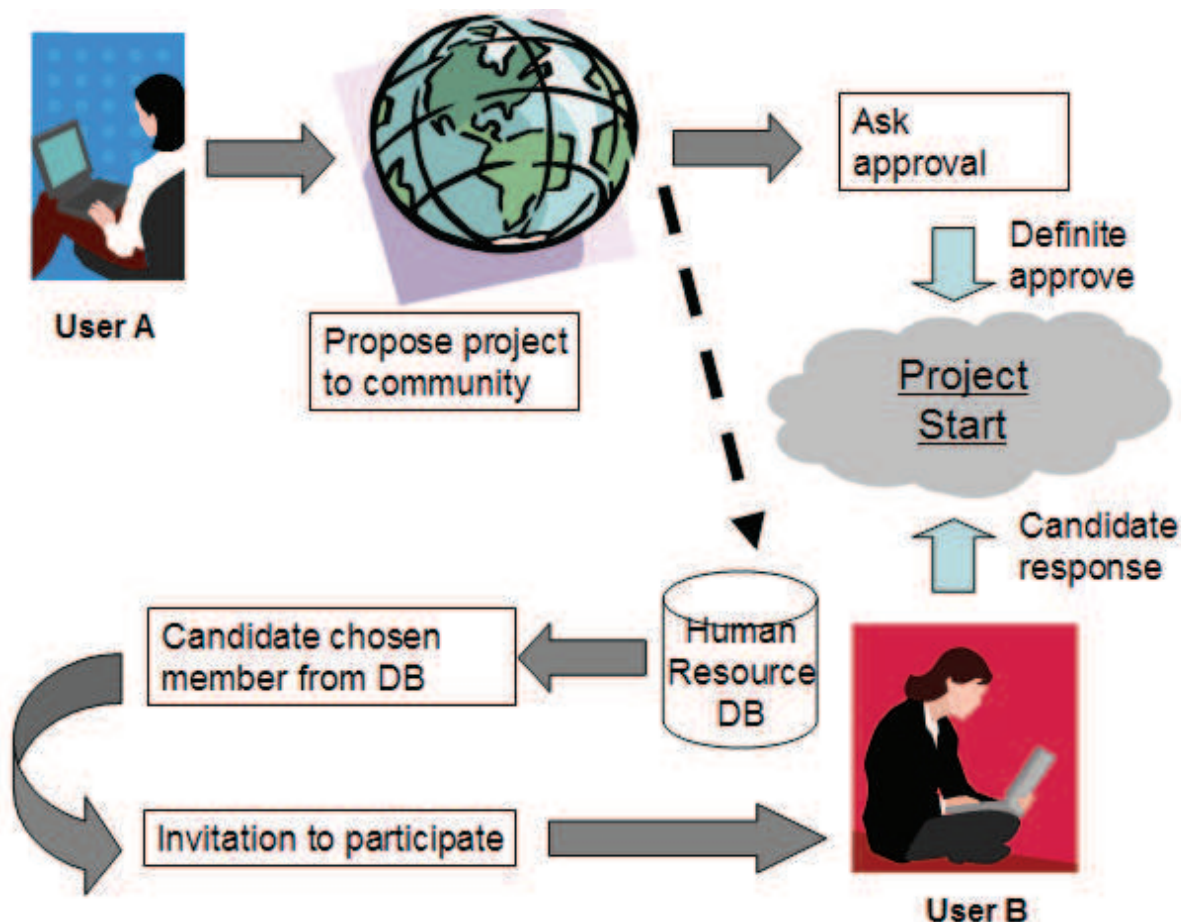 Ask
approval
User A
Propose project
to community
Definite
approve
Project
Start
Candidate
response
Human
Resource
DB
Candidate chosen
member from DB
Invitation to participate
User B